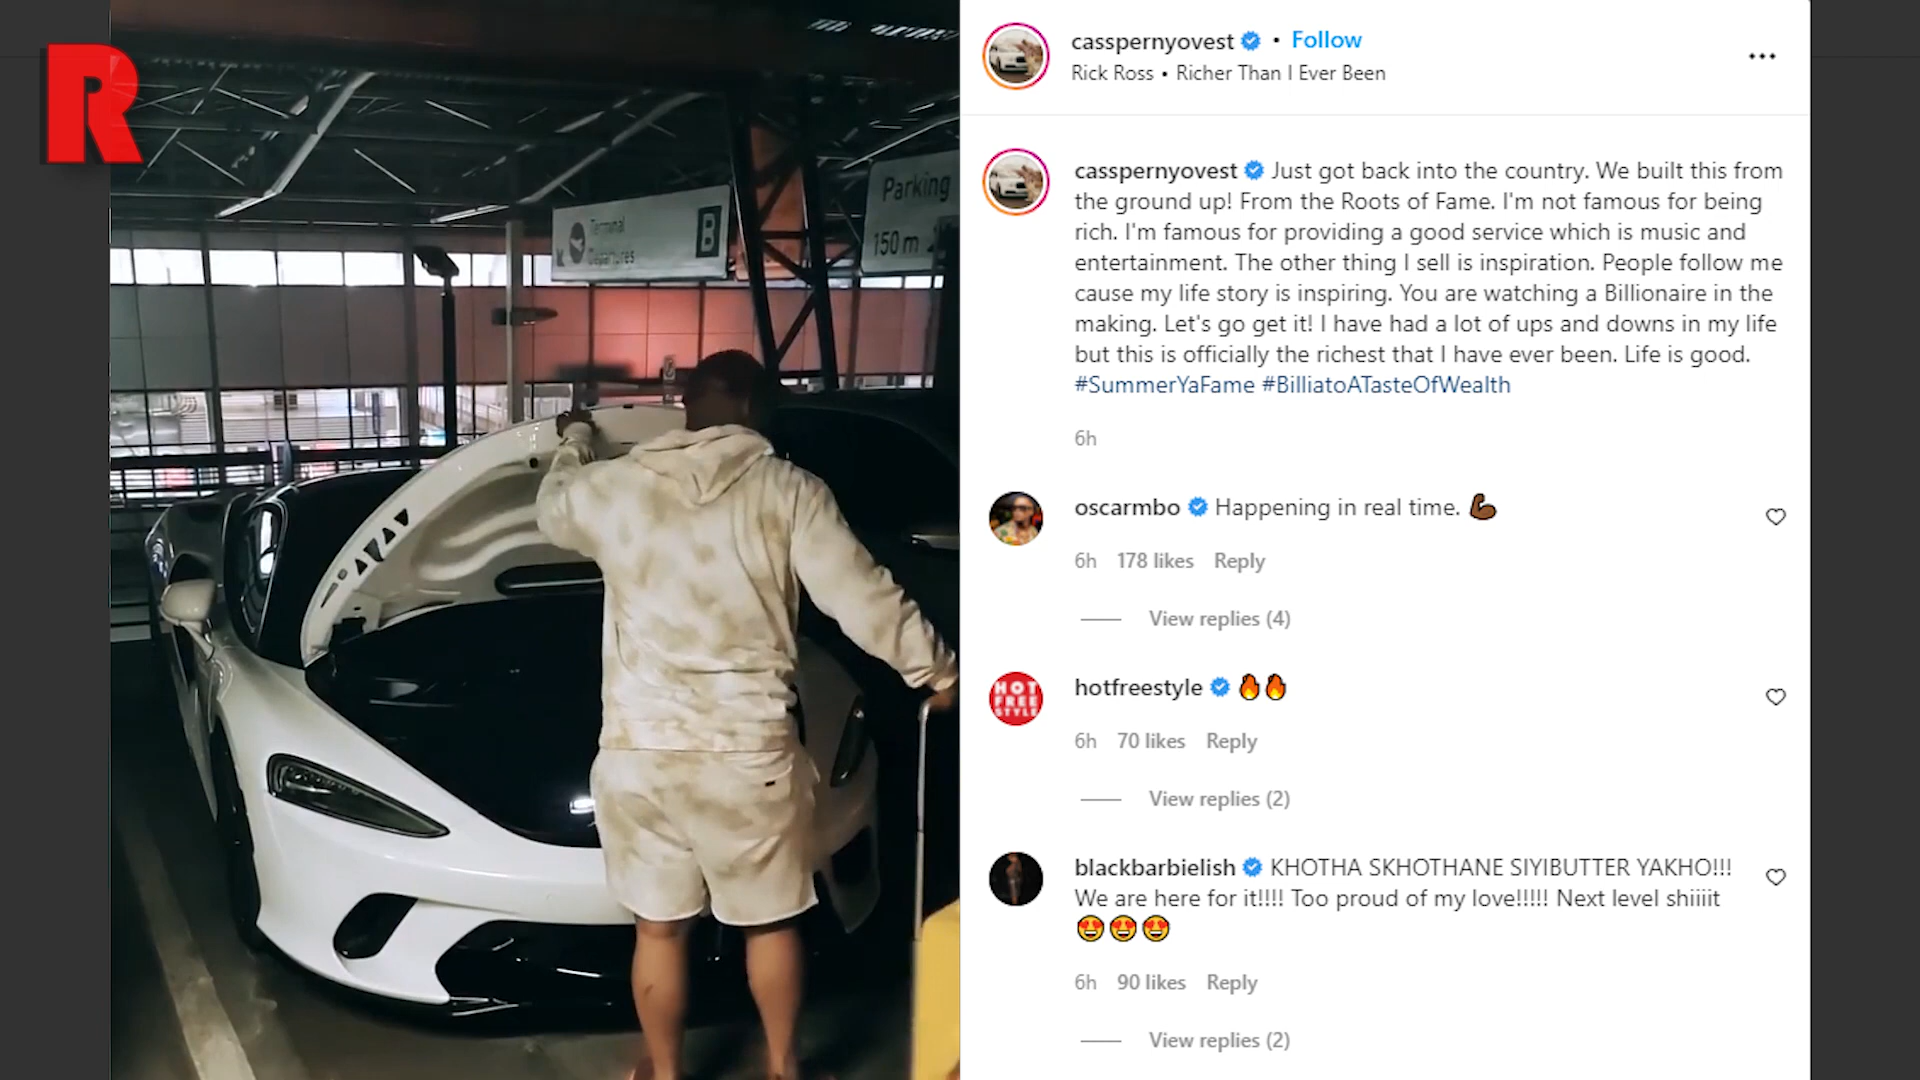 R
Terminal
Departures
B
Parking
150 m
casspernyovest • Follow
Rick Ross • Richer Than I Ever Been
casspernyovest Just got back into the country. We built this from
the ground up! From the Roots of Fame. I'm not famous for being
rich. I'm famous for providing a good service which is music and
entertainment. The other thing I sell is inspiration. People follow me
cause my life story is inspiring. You are watching a Billionaire in the
making. Let's go get it! I have had a lot of ups and downs in my life
but this is officially the richest that I have ever been. Life is good.
#SummerYaFame #BilliatoATasteOfWealth
6h
oscarmbo Happening in real time. 💪🏿
6h 178 likes Reply
View replies (4)
HOT
FREE
STYLE
hotfreestyle 🔥🔥
6h 70 likes Reply
View replies (2)
blackbarbielish KHOTHA SKHOTHANE SIYIBUTTER YAKHO!!!
We are here for it!!!! Too proud of my love!!!!! Next level shiiiit
😍😍😍
6h 90 likes Reply
View replies (2)